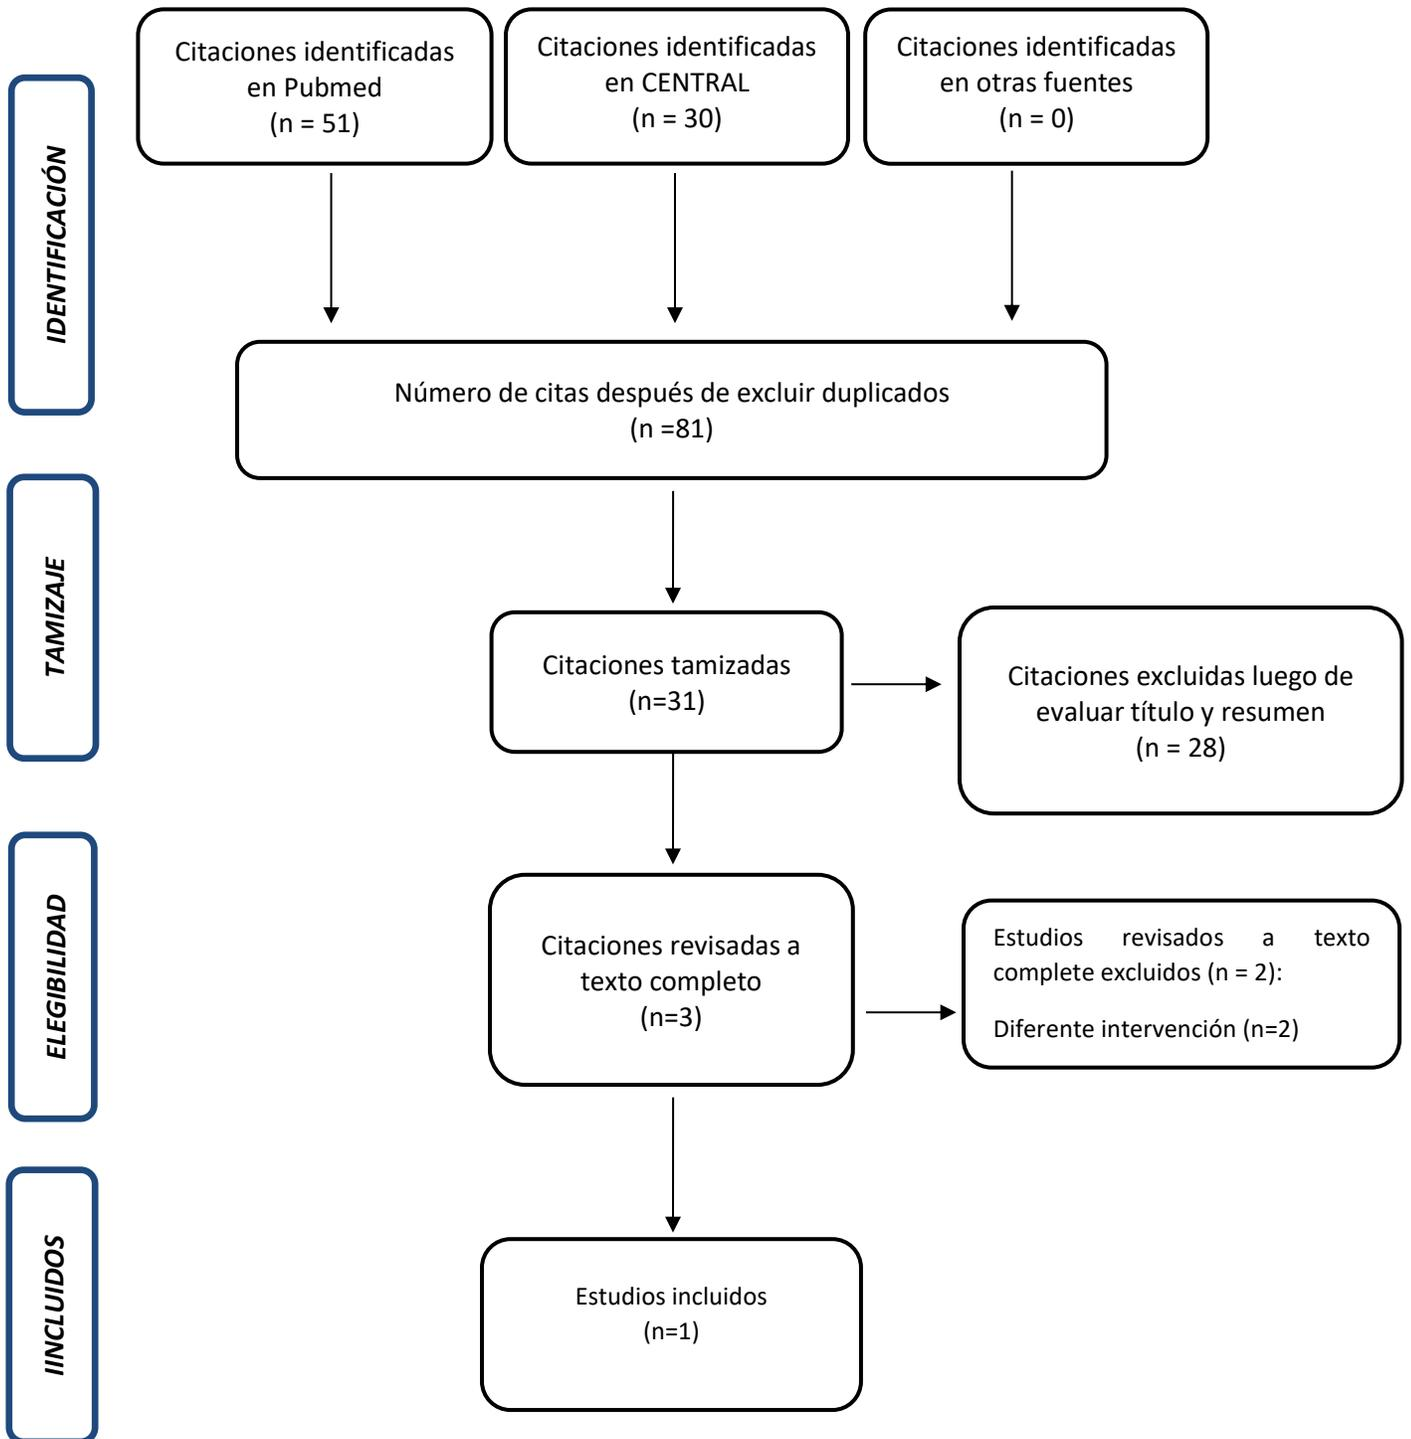 Citaciones identificadas
en Pubmed
(n = 51)
Citaciones identificadas
en CENTRAL
(n = 30)
Citaciones identificadas
en otras fuentes
(n = 0)
IDENTIFICACIÓN
Número de citas después de excluir duplicados
(n =81)
TAMIZAJE
Citaciones tamizadas
(n=31)
Citaciones excluidas luego de
evaluar título y resumen
(n = 28)
ELEGIBILIDAD
Citaciones revisadas a
texto completo
(n=3)
Estudios revisados a texto
complete excluidos (n = 2):
Diferente intervención (n=2)
IINCLUIDOS
Estudios incluidos
(n=1)